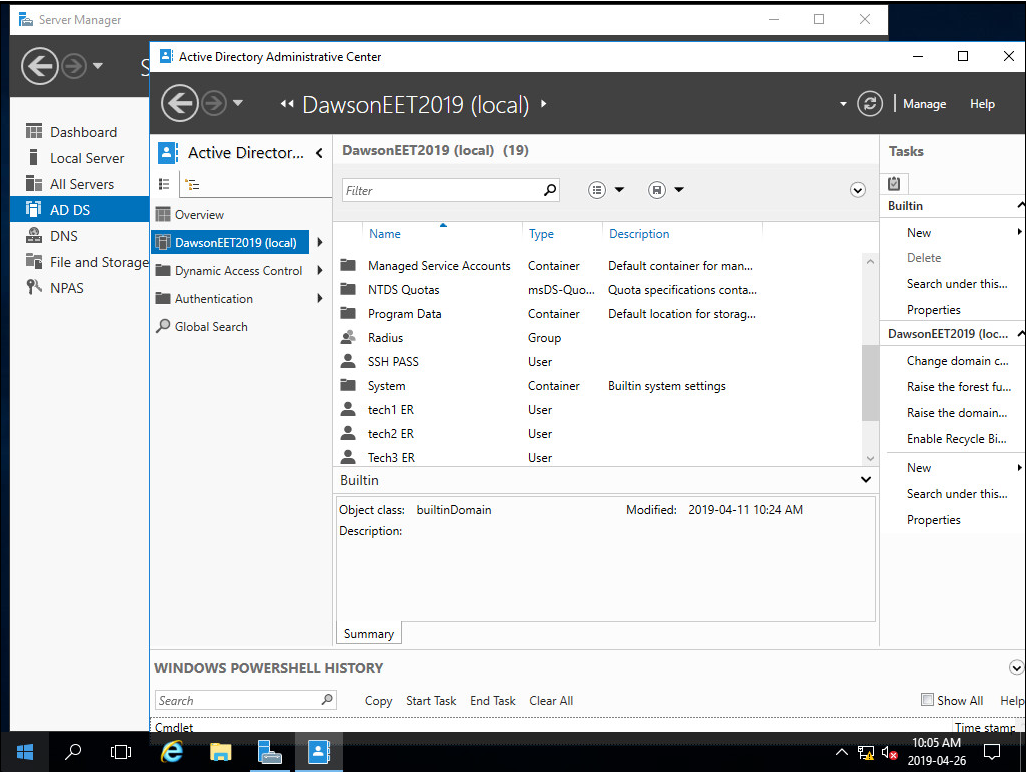 Server Manager
Active Directory Administrative Center
S
DawsonEET2019 (local)
Manage
Help
Dashboard
Local Server
All Servers
AD DS
DNS
File and Storage
NPAS
Active Director...
Overview
DawsonEET2019 (local)
Dynamic Access Control
Authentication
Global Search
DawsonEET2019 (local) (19)
Filter
Name Type Description
Managed Service Accounts Container Default container for man...
NTDS Quotas msDS-Quo... Quota specifications conta...
Program Data Container Default location for storag...
Radius Group
SSH PASS User
System Container Builtin system settings
tech1 ER User
tech2 ER User
Tech3 ER User
Builtin
Object class: builtinDomain Modified: 2019-04-11 10:24 AM
Description:
Summary
Tasks
Builtin
New
Delete
Search under this...
Properties
DawsonEET2019 (loc...
Change domain c...
Raise the forest fu...
Raise the domain...
Enable Recycle Bi...
New
Search under this...
Properties
WINDOWS POWERSHELL HISTORY
Search Copy Start Task End Task Clear All Show All Help
Cmdlet Time stamp
10:05 AM
2019-04-26